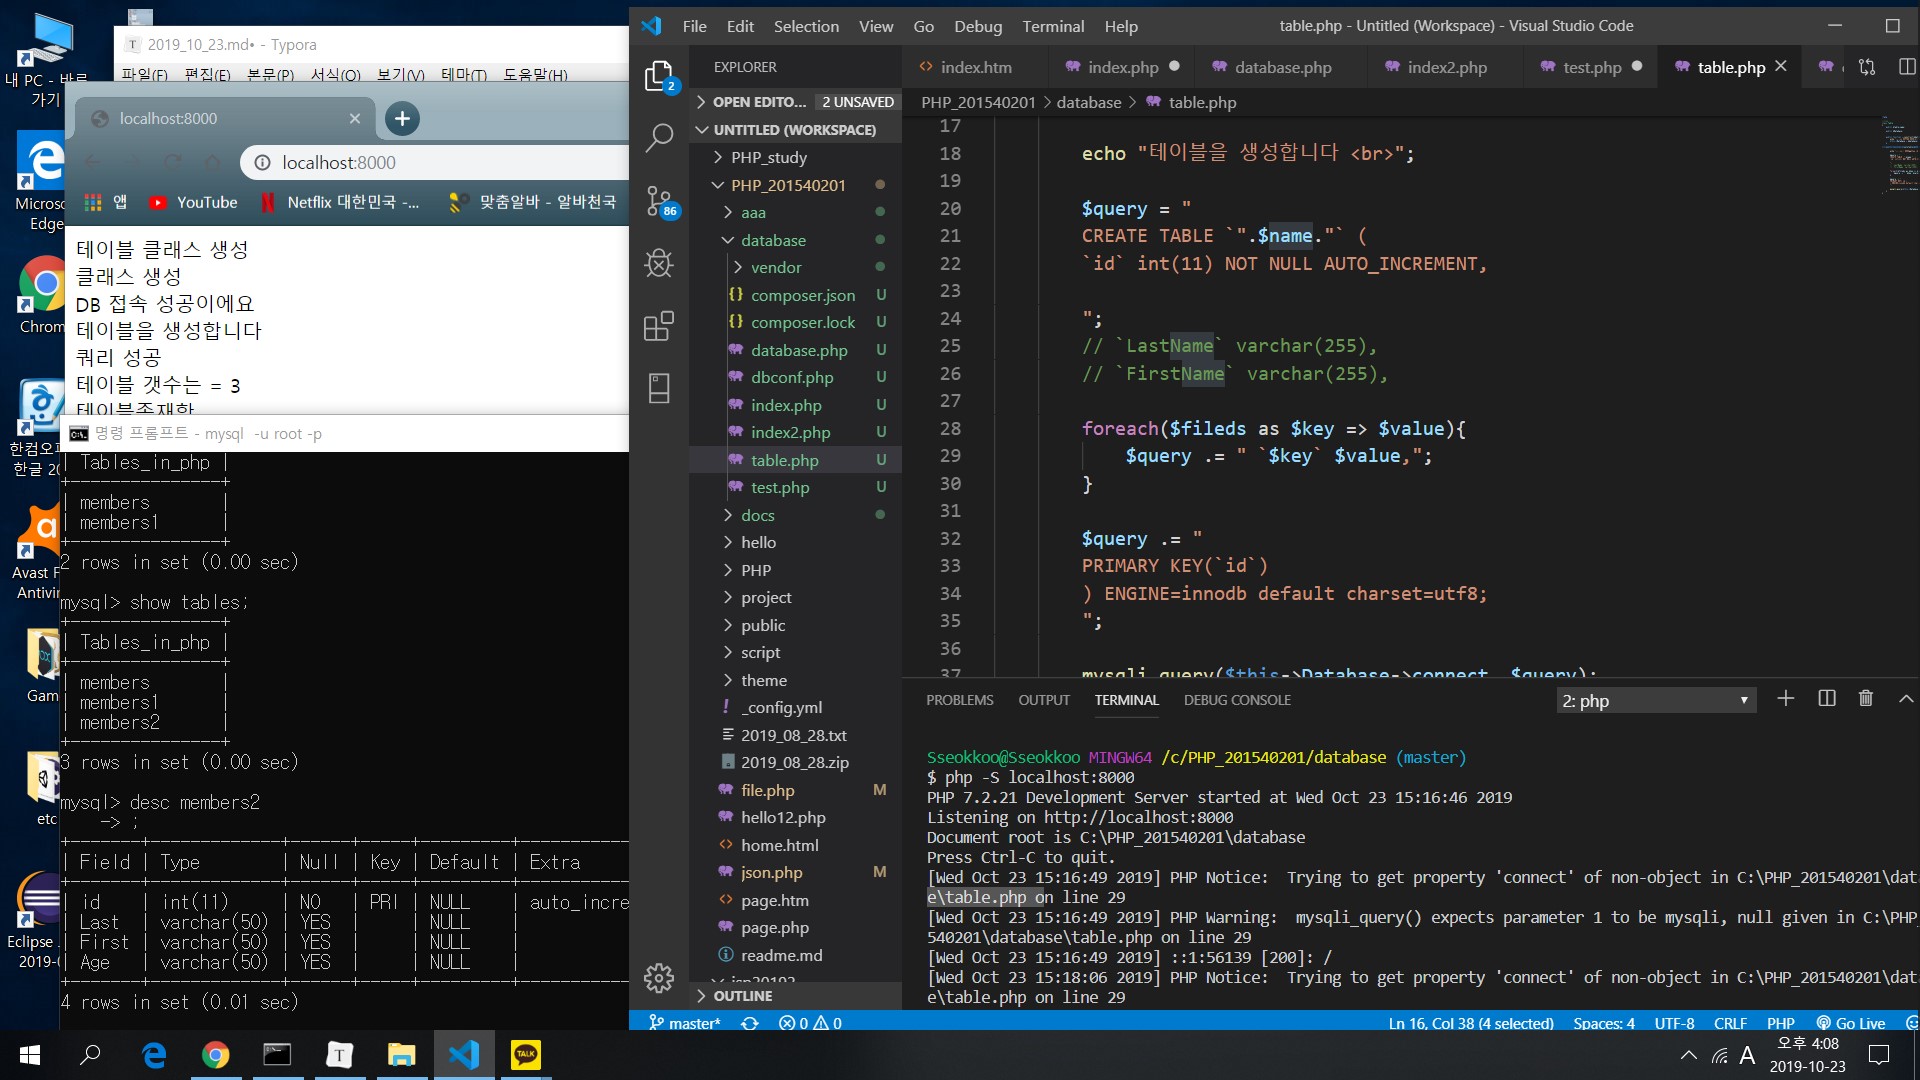 내 PC - 바로
가기
Microso
Edge
Chrom
한컴오피
한글 20
Avast F
Antivir
Gam
etc
Eclipse
2019-0
T 2019_10_23.md• - Typora
파일(F) 편집(E) 본문(P) 서식(O) 보기(V) 테마(T) 도움말(H)
localhost:8000
localhost:8000
앱 YouTube Netflix 대한민국 -... 맞춤알바 - 알바천국
테이블 클래스 생성
클래스 생성
DB 접속 성공이에요
테이블을 생성합니다
쿼리 성공
테이블 갯수는 = 3
테이블존재함
명령 프롬프트 - mysql -u root -p
| Tables_in_php |
+---------------+
| members |
| members1 |
+---------------+
2 rows in set (0.00 sec)
mysql> show tables;
+---------------+
| Tables_in_php |
+---------------+
| members |
| members1 |
| members2 |
+---------------+
3 rows in set (0.00 sec)
mysql> desc members2
-> ;
| Field | Type | Null | Key | Default | Extra
| id | int(11) | NO | PRI | NULL | auto_incre
| Last | varchar(50) | YES | | NULL |
| First | varchar(50) | YES | | NULL |
| Age | varchar(50) | YES | | NULL |
4 rows in set (0.01 sec)
File Edit Selection View Go Debug Terminal Help
table.php - Untitled (Workspace) - Visual Studio Code
2
86
EXPLORER
OPEN EDITO... 2 UNSAVED
UNTITLED (WORKSPACE)
PHP_study
PHP_201540201
aaa
database
vendor
composer.json U
composer.lock U
database.php U
dbconf.php U
index.php U
index2.php U
table.php U
test.php U
docs
hello
PHP
project
public
script
theme
_config.yml
2019_08_28.txt
2019_08_28.zip
file.php M
hello12.php
home.html
json.php M
page.htm
page.php
readme.md
OUTLINE
index.htm index.php database.php index2.php test.php table.php
PHP_201540201 > database > table.php
17
18 echo "테이블을 생성합니다 <br>";
19
20 $query = "
21 CREATE TABLE `".$name."` (
22 `id` int(11) NOT NULL AUTO_INCREMENT,
23
24 ";
25 // `LastName` varchar(255),
26 // `FirstName` varchar(255),
27
28 foreach($fileds as $key => $value){
29 $query .= " `$key` $value,";
30 }
31
32 $query .= "
33 PRIMARY KEY(`id`)
34 ) ENGINE=innodb default charset=utf8;
35 ";
36
37 mysqli_query($this->Database->connect, $query);
PROBLEMS OUTPUT TERMINAL DEBUG CONSOLE 2: php
Sseokkoo@Sseokkoo MINGW64 /c/PHP_201540201/database (master)
$ php -S localhost:8000
PHP 7.2.21 Development Server started at Wed Oct 23 15:16:46 2019
Listening on http://localhost:8000
Document root is C:\PHP_201540201\database
Press Ctrl-C to quit.
[Wed Oct 23 15:16:49 2019] PHP Notice:  Trying to get property 'connect' of non-object in C:\PHP_201540201\dat
e\table.php on line 29
[Wed Oct 23 15:16:49 2019] PHP Warning:  mysqli_query() expects parameter 1 to be mysqli, null given in C:\PHP_
540201\database\table.php on line 29
[Wed Oct 23 15:16:49 2019] ::1:56139 [200]: /
[Wed Oct 23 15:18:06 2019] PHP Notice:  Trying to get property 'connect' of non-object in C:\PHP_201540201\dat
e\table.php on line 29
master* 0 0 Ln 16, Col 38 (4 selected) Spaces: 4 UTF-8 CRLF PHP Go Live
TALK
A
오후 4:08
2019-10-23